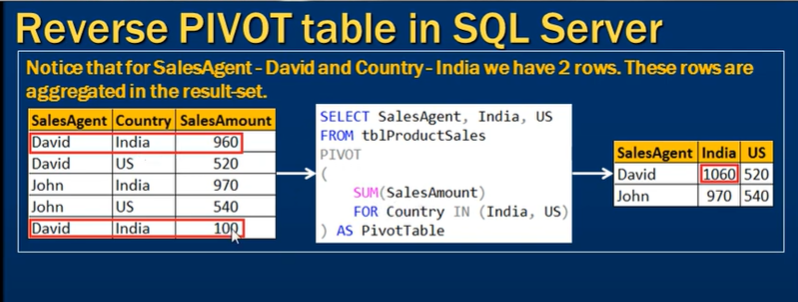 Reverse PIVOT table in SQL Server
Notice that for SalesAgent - David and Country - India we have 2 rows. These rows are
aggregated in the result-set.
SalesAgent Country SalesAmount
David India 960
David US 520
John India 970
John US 540
David India 100
SELECT SalesAgent, India, US
FROM tblProductSales
PIVOT
(
SUM(SalesAmount)
FOR Country IN (India, US)
) AS PivotTable
SalesAgent India US
David 1060 520
John 970 540